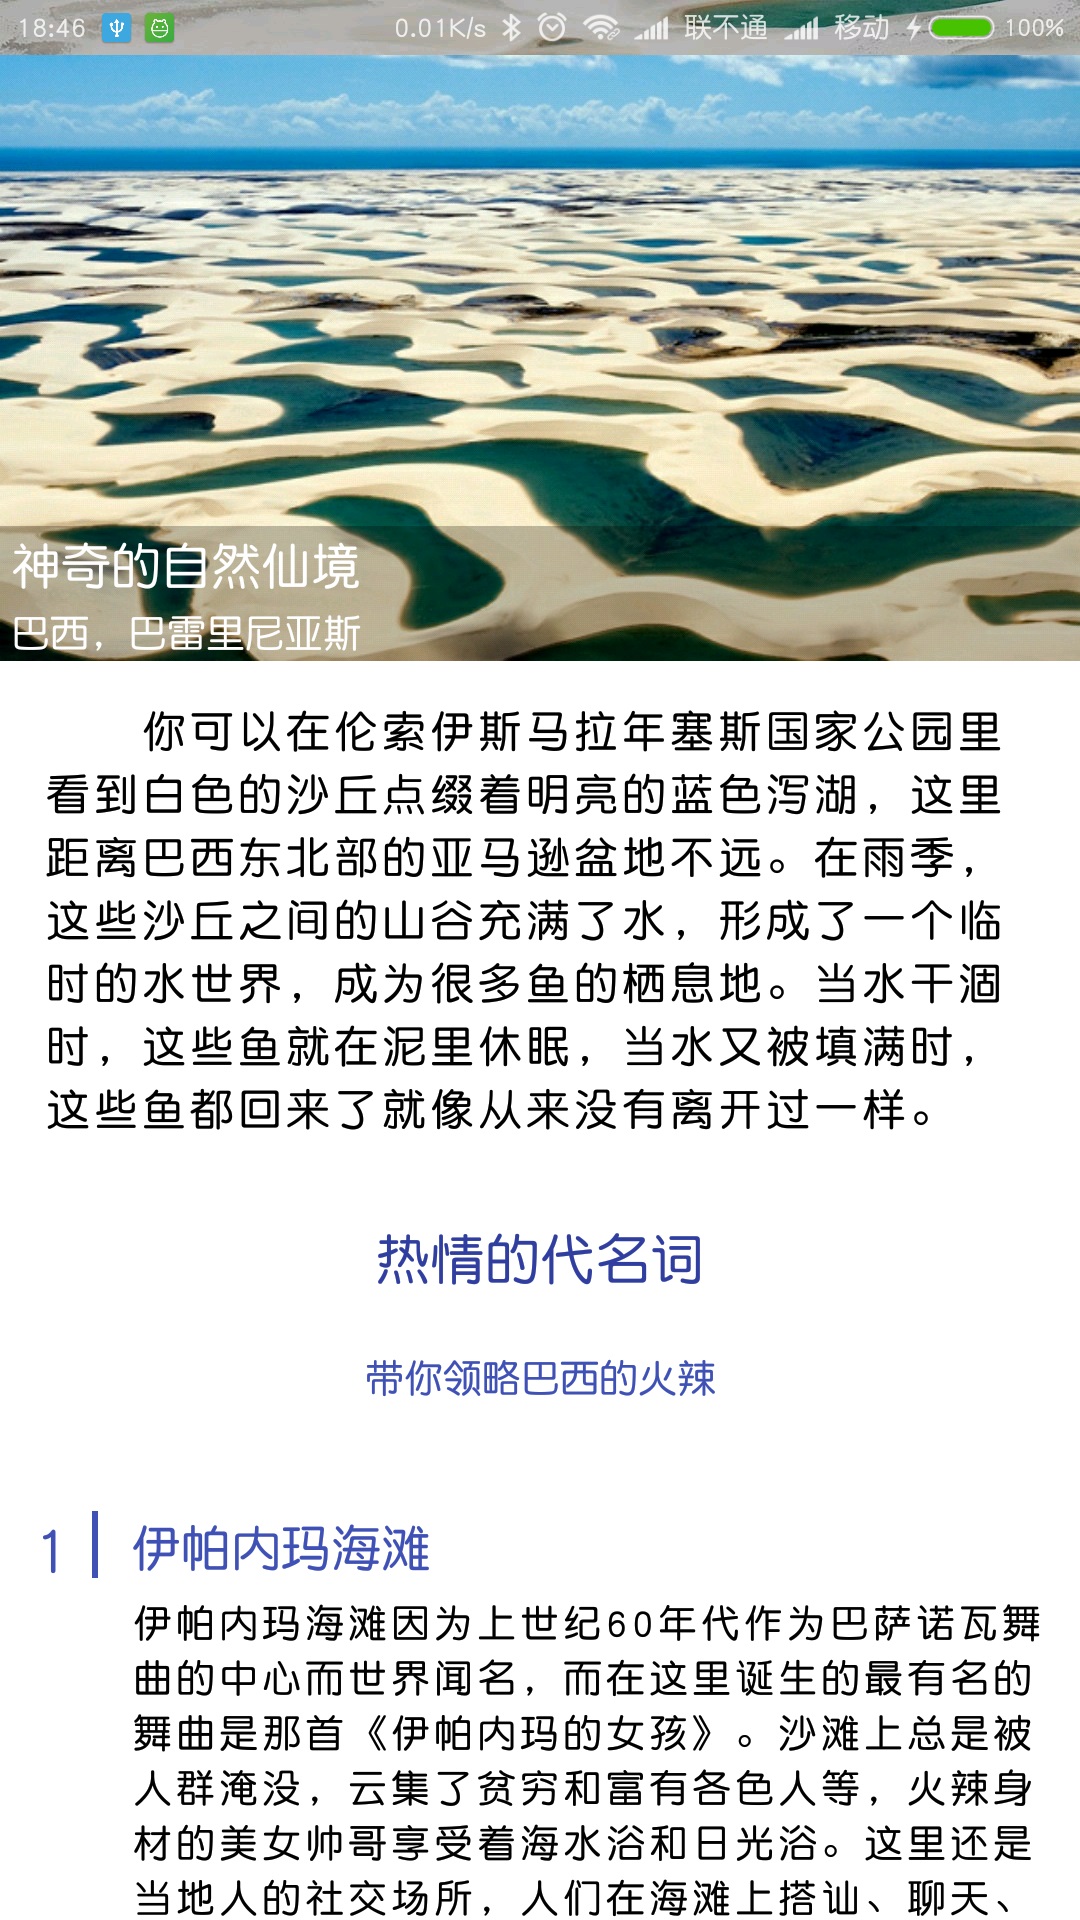 18:46 0.01K/s 联不通 移动 100%
神奇的自然仙境
巴西，巴雷里尼亚斯
你可以在伦索伊斯马拉年塞斯国家公园里
看到白色的沙丘点缀着明亮的蓝色泻湖，这里
距离巴西东北部的亚马逊盆地不远。在雨季，
这些沙丘之间的山谷充满了水，形成了一个临
时的水世界，成为很多鱼的栖息地。当水干涸
时，这些鱼就在泥里休眠，当水又被填满时，
这些鱼都回来了就像从来没有离开过一样。
热情的代名词
带你领略巴西的火辣
1 伊帕内玛海滩
伊帕内玛海滩因为上世纪60年代作为巴萨诺瓦舞
曲的中心而世界闻名，而在这里诞生的最有名的
舞曲是那首《伊帕内玛的女孩》。沙滩上总是被
人群淹没，云集了贫穷和富有各色人等，火辣身
材的美女帅哥享受着海水浴和日光浴。这里还是
当地人的社交场所，人们在海滩上搭讪、聊天、